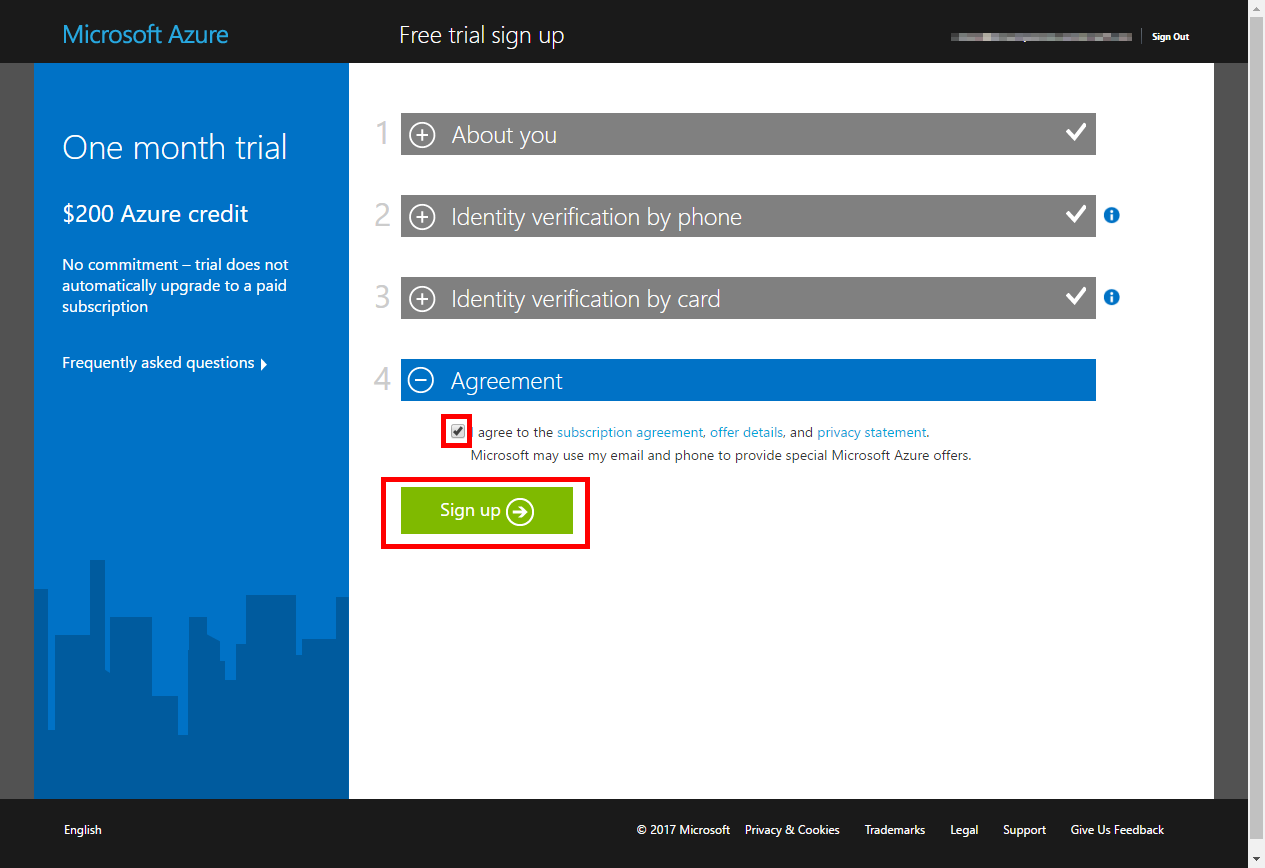 Microsoft Azure
Free trial sign up
Sign Out
One month trial
$200 Azure credit
No commitment – trial does not
automatically upgrade to a paid
subscription
Frequently asked questions
1 About you
2 Identity verification by phone
3 Identity verification by card
4 Agreement
I agree to the subscription agreement, offer details, and privacy statement.
Microsoft may use my email and phone to provide special Microsoft Azure offers.
Sign up
English
© 2017 Microsoft Privacy & Cookies Trademarks Legal Support Give Us Feedback